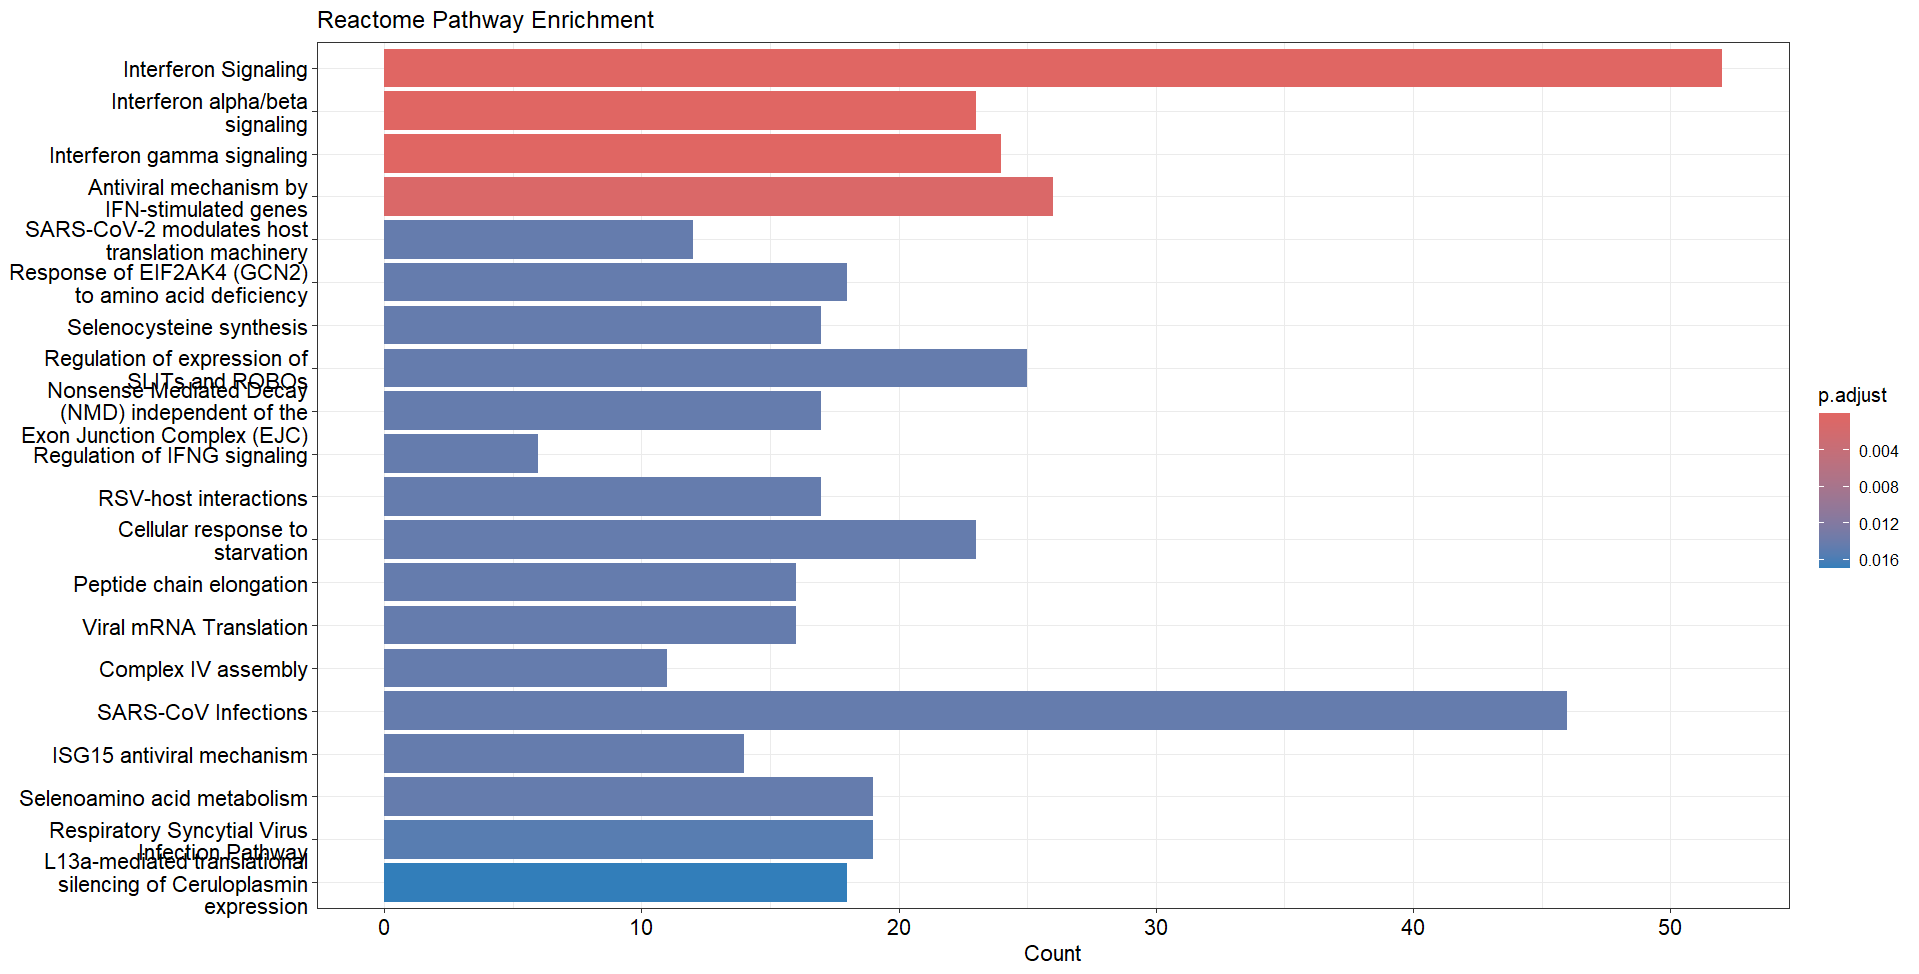 Reactome Pathway Enrichment
Interferon Signaling
Interferon alpha/beta
signaling
Interferon gamma signaling
Antiviral mechanism by
IFN-stimulated genes
SARS-CoV-2 modulates host
translation machinery
Response of EIF2AK4 (GCN2)
to amino acid deficiency
Selenocysteine synthesis
Regulation of expression of
SLITs and ROBOs
Nonsense Mediated Decay
(NMD) independent of the
Exon Junction Complex (EJC)
Regulation of IFNG signaling
RSV-host interactions
Cellular response to
starvation
Peptide chain elongation
Viral mRNA Translation
Complex IV assembly
SARS-CoV Infections
ISG15 antiviral mechanism
Selenoamino acid metabolism
Respiratory Syncytial Virus
Infection Pathway
L13a-mediated translational
silencing of Ceruloplasmin
expression
0 10 20 30 40 50
Count
p.adjust
0.004
0.008
0.012
0.016